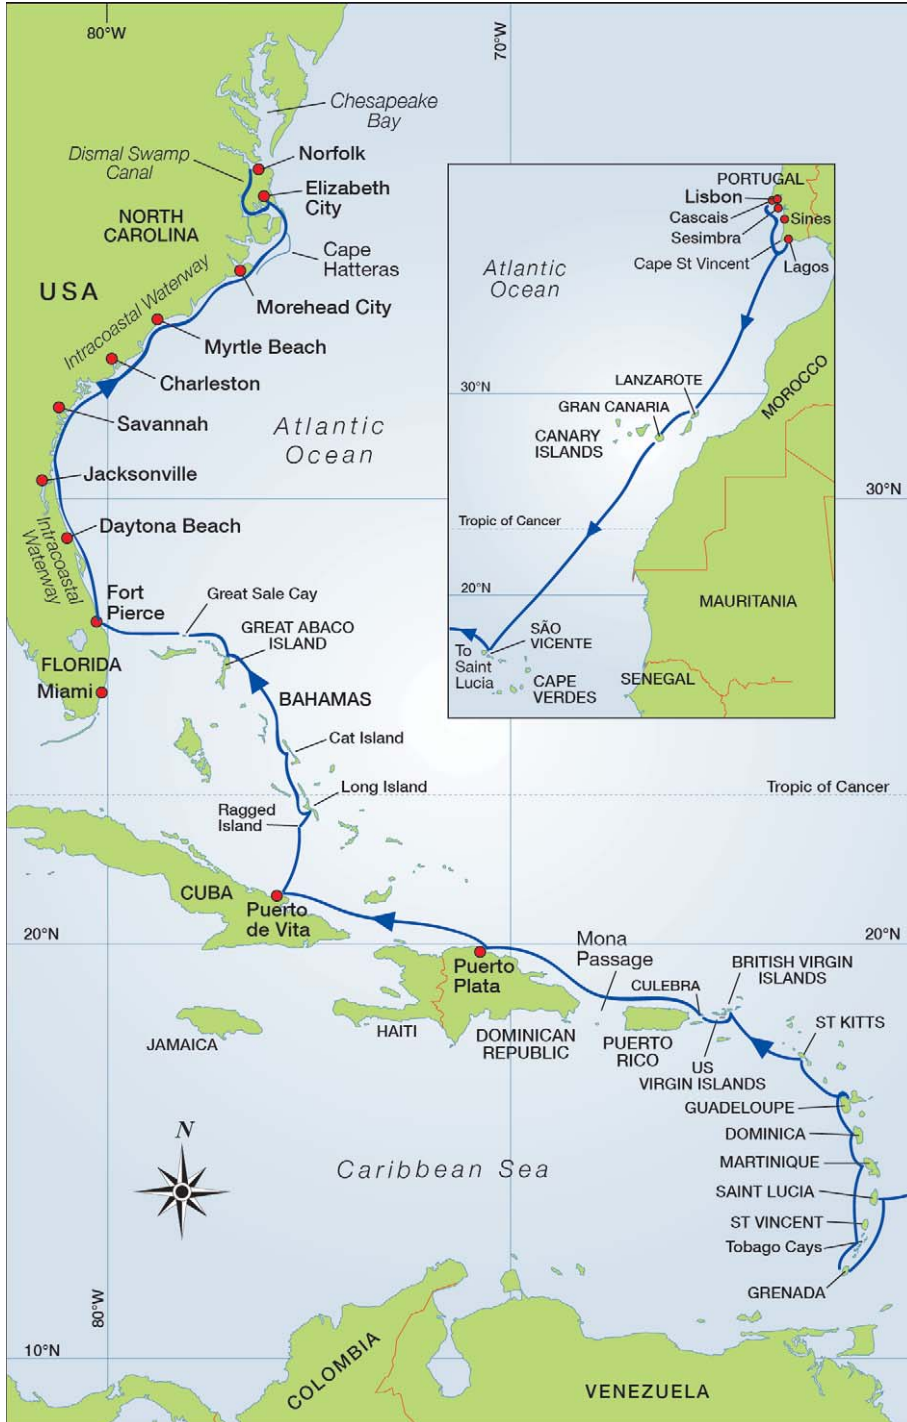 80°W
70°W
Chesapeake
Bay
Dismal Swamp
Canal
Norfolk
Elizabeth
City
NORTH
CAROLINA
Cape
Hatteras
USA
Intracoastal Waterway
Morehead City
Myrtle Beach
Charleston
Savannah
Atlantic
Ocean
Jacksonville
Daytona Beach
Intracoastal
Waterway
Fort
Pierce
Great Sale Cay
GREAT ABACO
ISLAND
FLORIDA
Miami
BAHAMAS
Cat Island
Long Island
Ragged
Island
Tropic of Cancer
30°N
PORTUGAL
Lisbon
Cascais
Sines
Sesimbra
Cape St Vincent
Lagos
Atlantic
Ocean
MOROCCO
30°N
LANZAROTE
GRAN CANARIA
CANARY
ISLANDS
Tropic of Cancer
20°N
MAURITANIA
SÃO
VICENTE
To
Saint
Lucia
CAPE
VERDES
SENEGAL
CUBA
Puerto
de Vita
20°N
20°N
Puerto
Plata
Mona
Passage
CULEBRA
BRITISH VIRGIN
ISLANDS
JAMAICA
HAITI
DOMINICAN
REPUBLIC
PUERTO
RICO
US
VIRGIN ISLANDS
ST KITTS
GUADELOUPE
DOMINICA
MARTINIQUE
SAINT LUCIA
ST VINCENT
Tobago Cays
GRENADA
N
Caribbean Sea
80°W
10°N
COLOMBIA
VENEZUELA